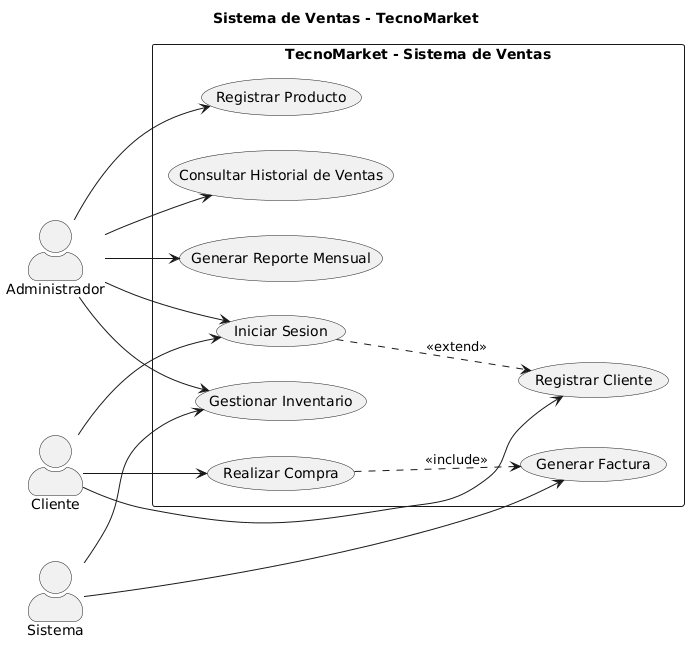 Sistema de Ventas - TecnoMarket
TecnoMarket - Sistema de Ventas
Registrar Producto
Consultar Historial de Ventas
Administrador
Generar Reporte Mensual
Iniciar Sesion
«extend»
Registrar Cliente
Gestionar Inventario
Cliente
Realizar Compra
«include»
Generar Factura
Sistema